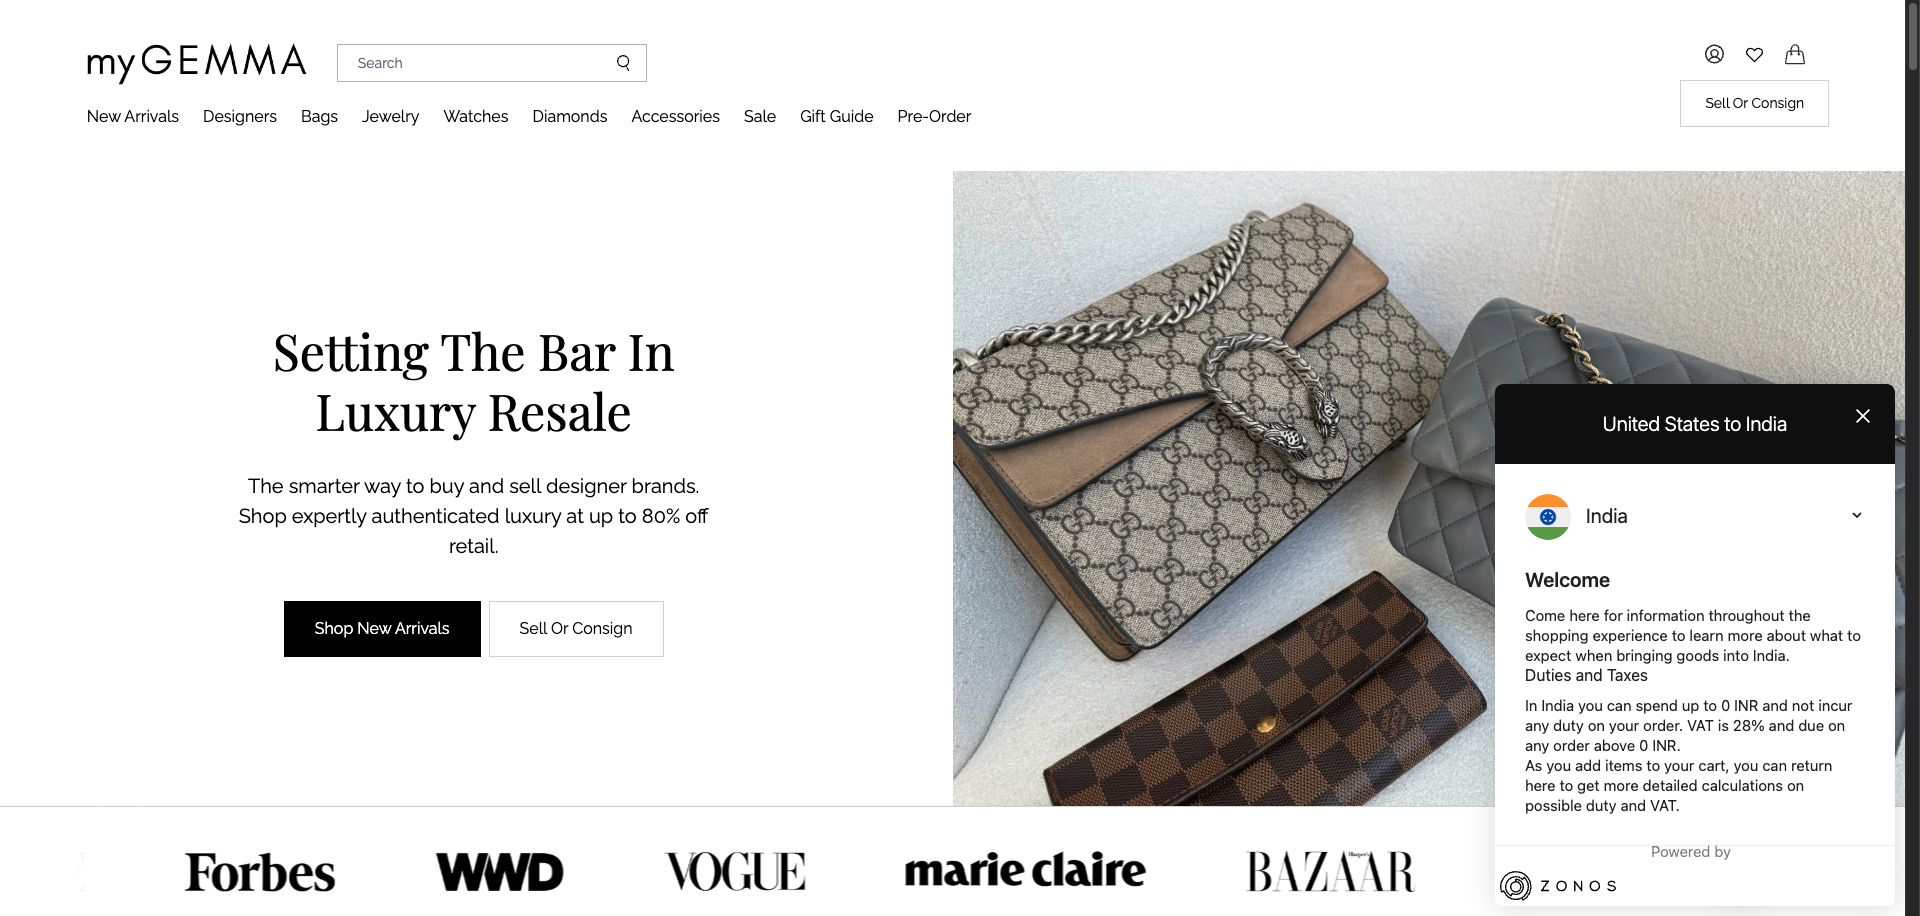 myGEMMA
Search
New Arrivals
Designers
Bags
Jewelry
Watches
Diamonds
Accessories
Sale
Gift Guide
Pre-Order
Sell Or Consign
Setting The Bar In
Luxury Resale
The smarter way to buy and sell designer brands.
Shop expertly authenticated luxury at up to 80% off
retail.
Shop New Arrivals
Sell Or Consign
United States to India
India
Welcome
Come here for information throughout the
shopping experience to learn more about what to
expect when bringing goods into India.
Duties and Taxes
In India you can spend up to 0 INR and not incur
any duty on your order. VAT is 28% and due on
any order above 0 INR.
As you add items to your cart, you can return
here to get more detailed calculations on
possible duty and VAT.
Powered by
ZONOS
Forbes
WWD
VOGUE
marie claire
Harper's
BAZAAR